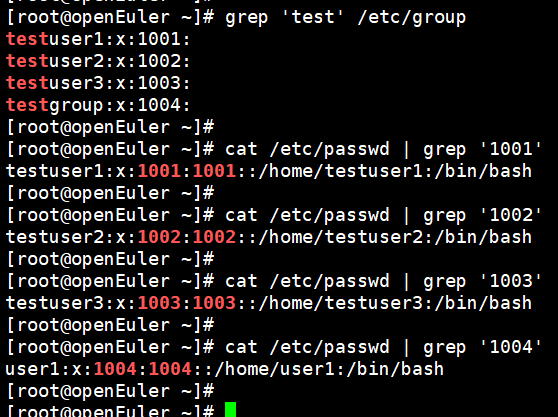 [root@openEuler ~]#
[root@openEuler ~]# grep 'test' /etc/group
testuser1:x:1001:
testuser2:x:1002:
testuser3:x:1003:
testgroup:x:1004:
[root@openEuler ~]#
[root@openEuler ~]# cat /etc/passwd | grep '1001'
testuser1:x:1001:1001::/home/testuser1:/bin/bash
[root@openEuler ~]#
[root@openEuler ~]# cat /etc/passwd | grep '1002'
testuser2:x:1002:1002::/home/testuser2:/bin/bash
[root@openEuler ~]#
[root@openEuler ~]# cat /etc/passwd | grep '1003'
testuser3:x:1003:1003::/home/testuser3:/bin/bash
[root@openEuler ~]#
[root@openEuler ~]# cat /etc/passwd | grep '1004'
user1:x:1004:1004::/home/user1:/bin/bash
[root@openEuler ~]#
[root@openEuler ~]#